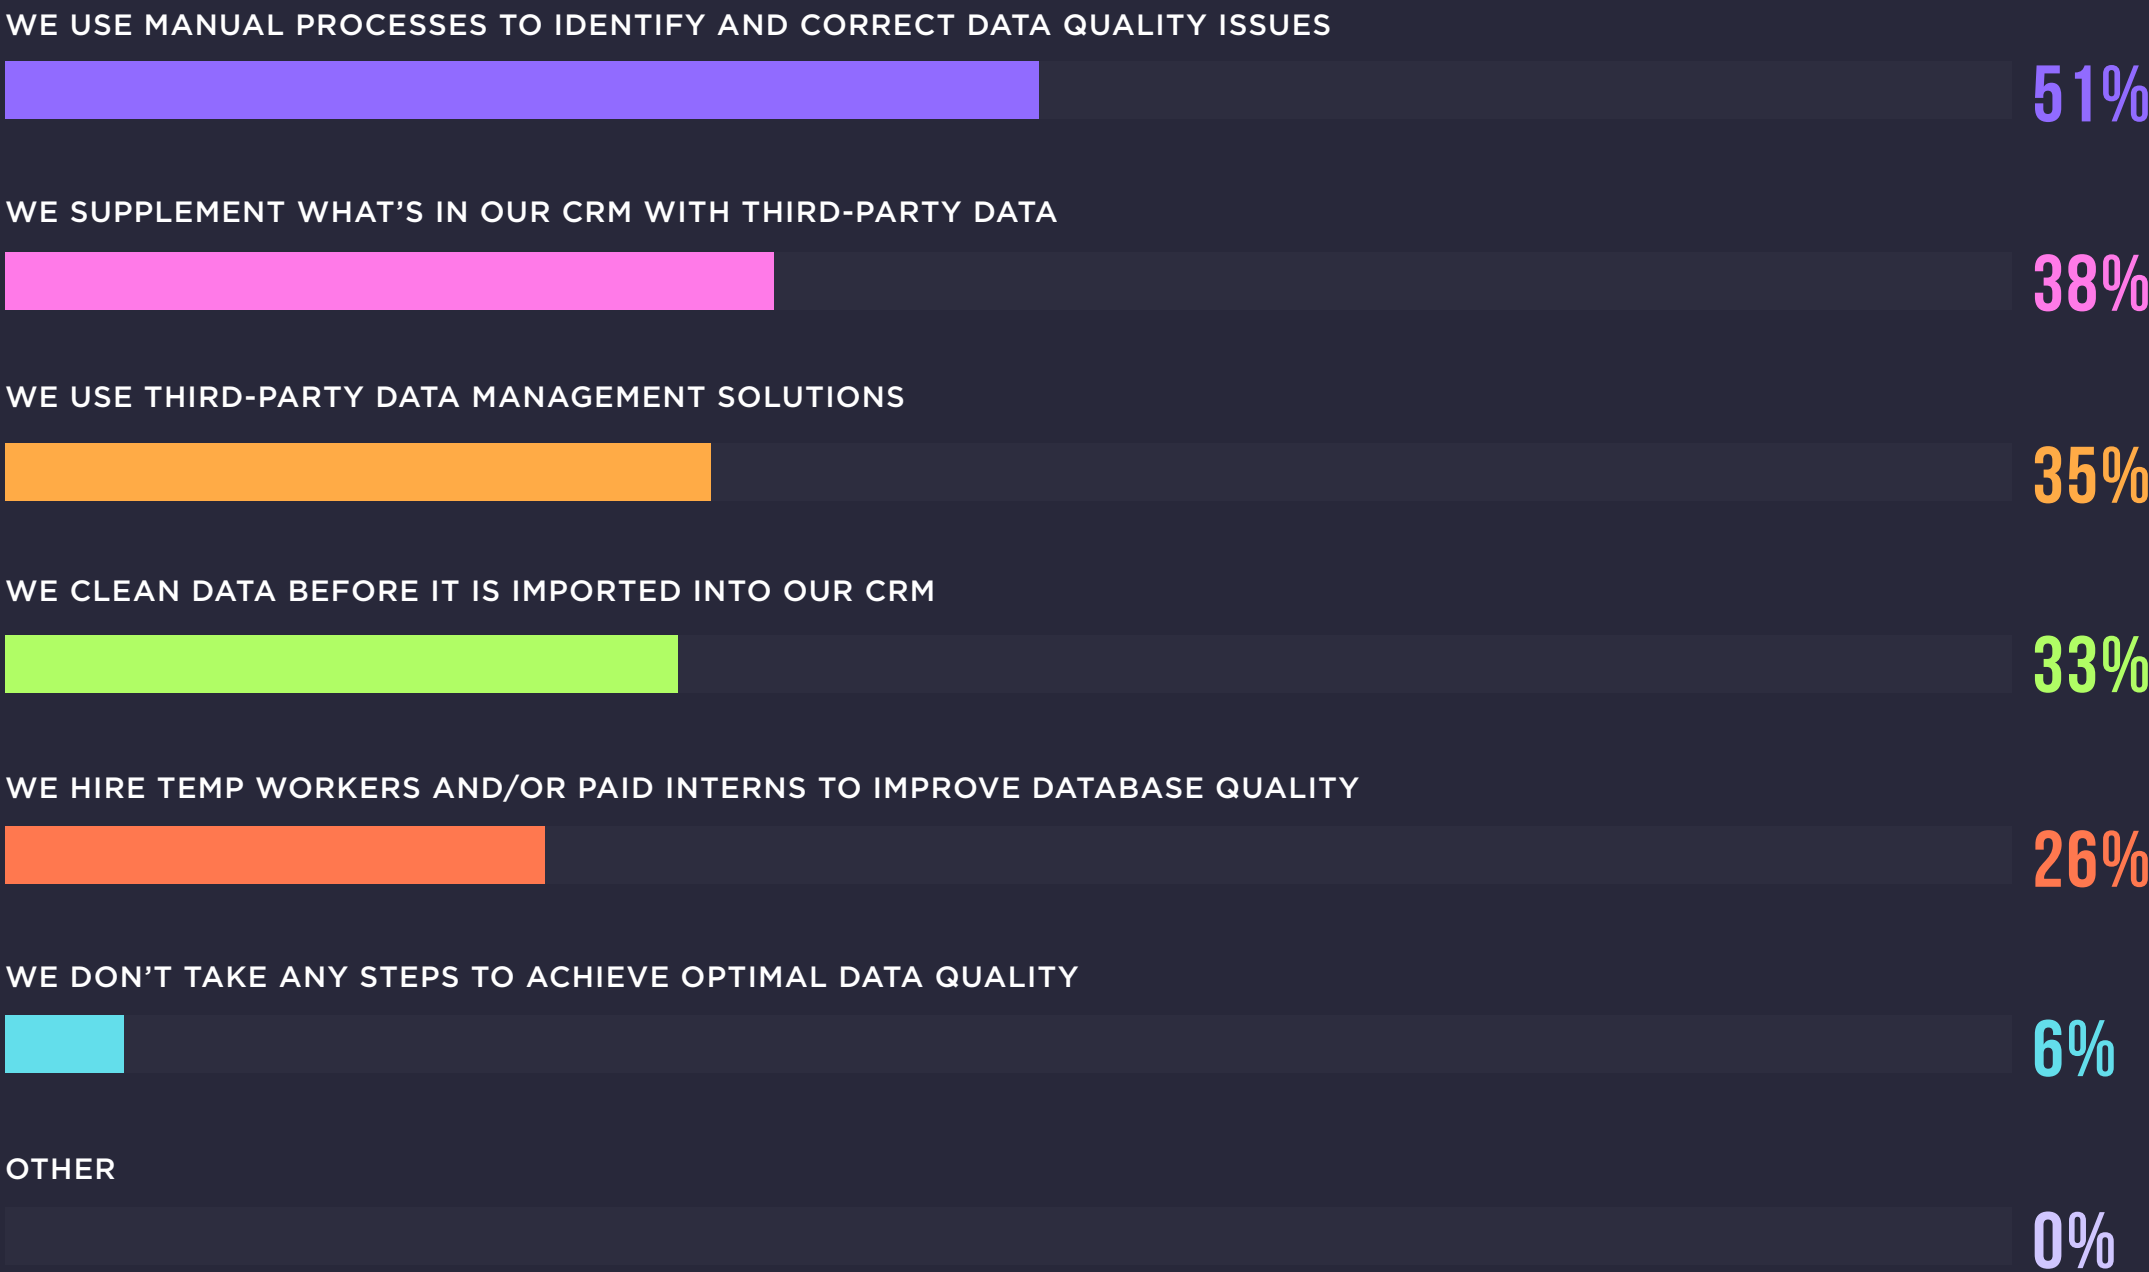 WE USE MANUAL PROCESSES TO IDENTIFY AND CORRECT DATA QUALITY ISSUES
51%
WE SUPPLEMENT WHAT’S IN OUR CRM WITH THIRD-PARTY DATA
38%
WE USE THIRD-PARTY DATA MANAGEMENT SOLUTIONS
35%
WE CLEAN DATA BEFORE IT IS IMPORTED INTO OUR CRM
33%
WE HIRE TEMP WORKERS AND/OR PAID INTERNS TO IMPROVE DATABASE QUALITY
26%
WE DON’T TAKE ANY STEPS TO ACHIEVE OPTIMAL DATA QUALITY
6%
OTHER
0%